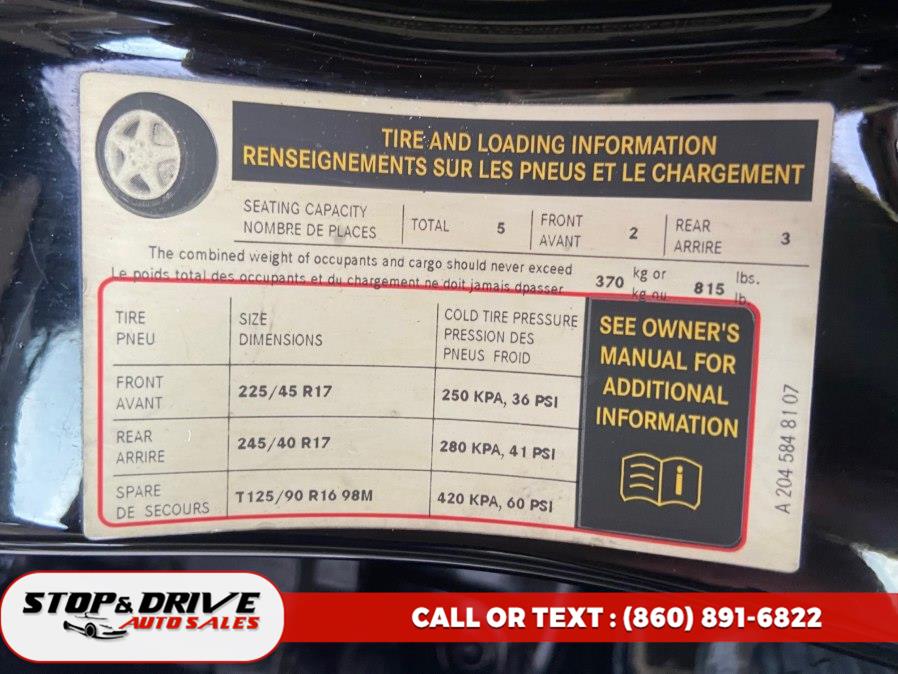 TIRE AND LOADING INFORMATION
RENSEIGNEMENTS SUR LES PNEUS ET LE CHARGEMENT
SEATING CAPACITY
NOMBRE DE PLACES
TOTAL 5
FRONT
AVANT
2
REAR
ARRIRE
3
The combined weight of occupants and cargo should never exceed
Le poids total des occupants et du chargement ne doit jamais dpasser
370
kg or
kg ou
815
lbs.
lb.
TIRE
PNEU
SIZE
DIMENSIONS
COLD TIRE PRESSURE
PRESSION DES
PNEUS FROID
FRONT
AVANT
225/45 R17
250 KPA, 36 PSI
REAR
ARRIRE
245/40 R17
280 KPA, 41 PSI
SPARE
DE SECOURS
T125/90 R16 98M
420 KPA, 60 PSI
SEE OWNER'S
MANUAL FOR
ADDITIONAL
INFORMATION
A 204 584 81 07
STOP & DRIVE
AUTO SALES
CALL OR TEXT : (860) 891-6822